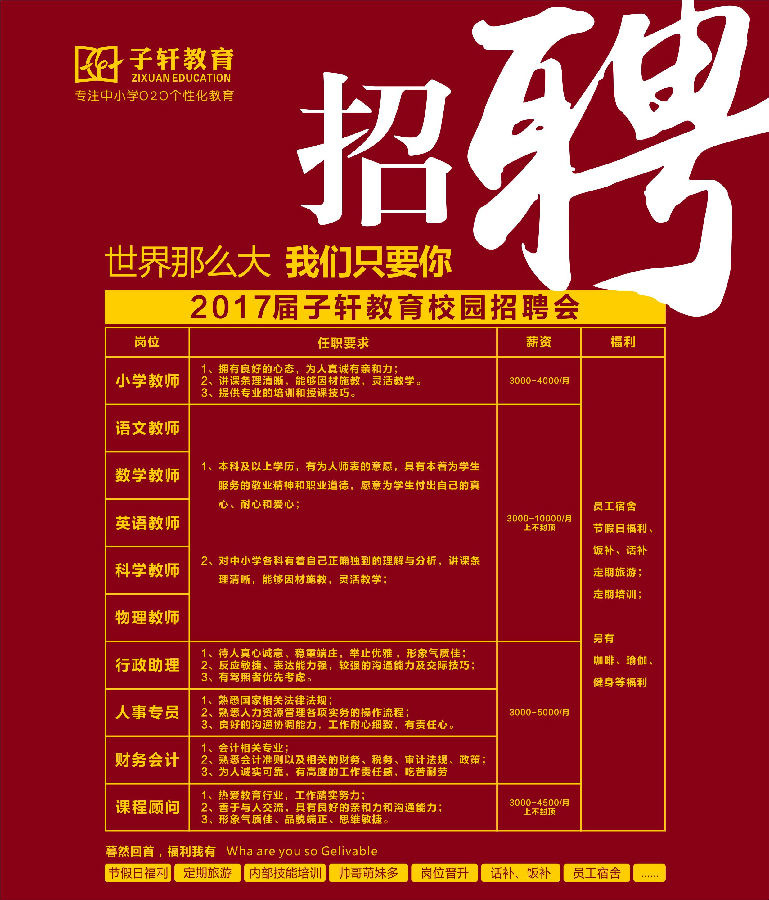 子轩教育
ZIXUAN EDUCATION
专注中小学O2O个性化教育
招聘
世界那么大 我们只要你
2017届子轩教育校园招聘会
岗位 任职要求 薪资 福利
小学教师
1、拥有良好的心态，为人真诚有亲和力；
2、讲课条理清晰，能够因材施教，灵活教学。
3、提供专业的培训和授课技巧。
3000-4000/月
语文教师
数学教师
英语教师
科学教师
物理教师
1、本科及以上学历，有为人师表的意愿，具有本着为学生
服务的敬业精神和职业道德，愿意为学生付出自己的真
心、耐心和爱心；
2、对中小学各科有着自己正确独到的理解与分析，讲课条
理清晰，能够因材施教，灵活教学；
3000-10000/月
上不封顶
行政助理
1、待人真心诚意、稳重端庄，举止优雅，形象气质佳；
2、反应敏捷、表达能力强，较强的沟通能力及交际技巧；
3、有驾照者优先考虑。
人事专员
1、熟悉国家相关法律法规；
2、熟悉人力资源管理各项实务的操作流程；
3、良好的沟通协调能力，工作耐心细致，有责任心。
财务会计
1、会计相关专业；
2、熟悉会计准则以及相关的财务、税务、审计法规、政策；
3、为人诚实可靠，有高度的工作责任感，吃苦耐劳
3000-5000/月
课程顾问
1、热爱教育行业，工作踏实努力；
2、善于与人交流，具有良好的亲和力和沟通能力；
3、形象气质佳、品貌端正、思维敏捷。
3000-4500/月
上不封顶
员工宿舍
节假日福利、
饭补、话补
定期旅游；
定期培训；
另有
咖啡、瑜伽、
健身等福利
蓦然回首，福利我有 Wha are you so Gelivable
节假日福利 定期旅游 内部技能培训 帅哥萌妹多 岗位晋升 话补、饭补 员工宿舍 ......